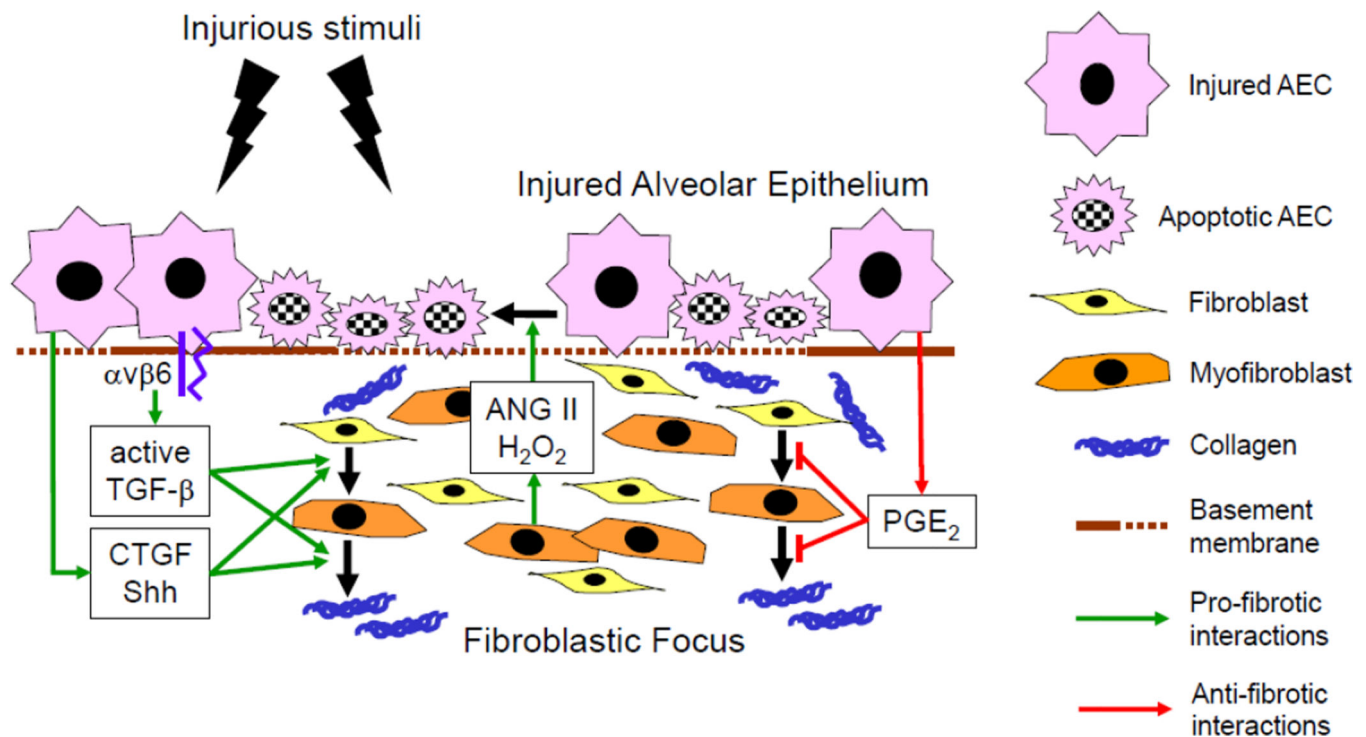 Injurious stimuli
Injured Alveolar Epithelium
αvβ6
active
TGF-β
CTGF
Shh
ANG II
H₂O₂
PGE₂
Fibroblastic Focus
Injured AEC
Apoptotic AEC
Fibroblast
Myofibroblast
Collagen
Basement
membrane
Pro-fibrotic
interactions
Anti-fibrotic
interactions